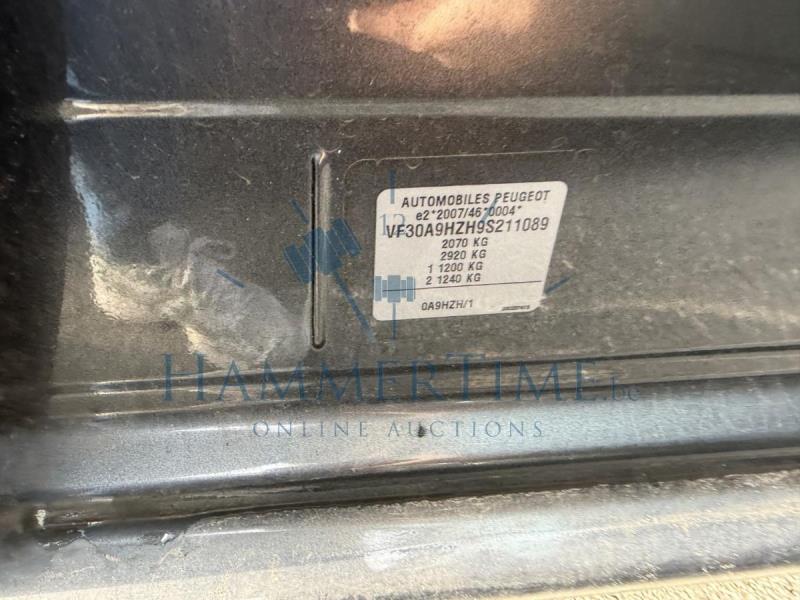 AUTOMOBILES PEUGEOT
e2*2007/46*0004*
VF30A9HZH9S211089
2070 KG
2920 KG
1 1200 KG
2 1240 KG
0A9HZH/1
12
HAMMERTIME.be
ONLINE AUCTIONS